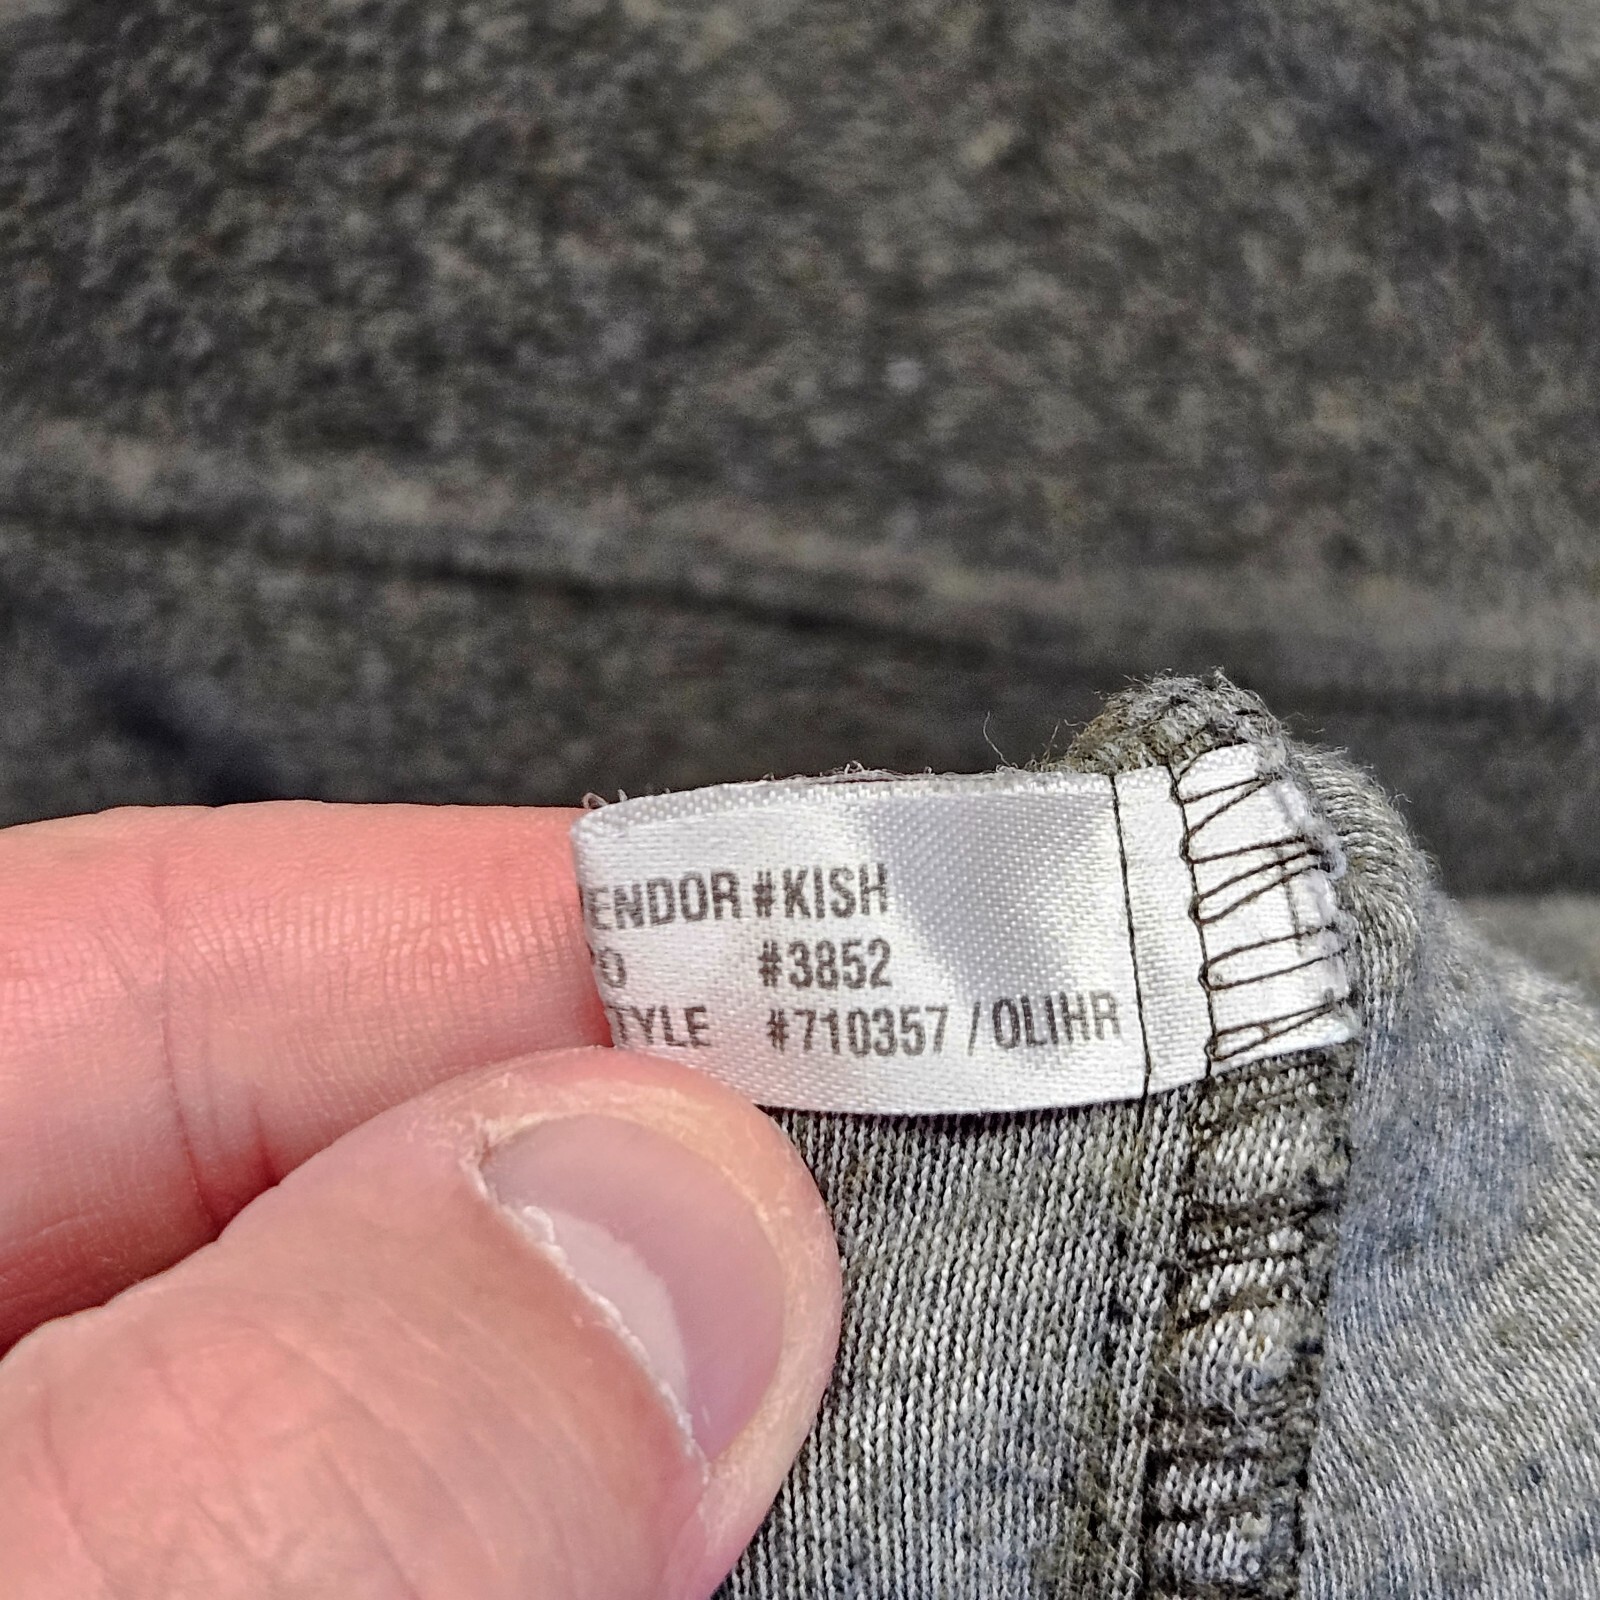 ENDOR #KISH
O #3852
TYLE #710357 / OLIHR